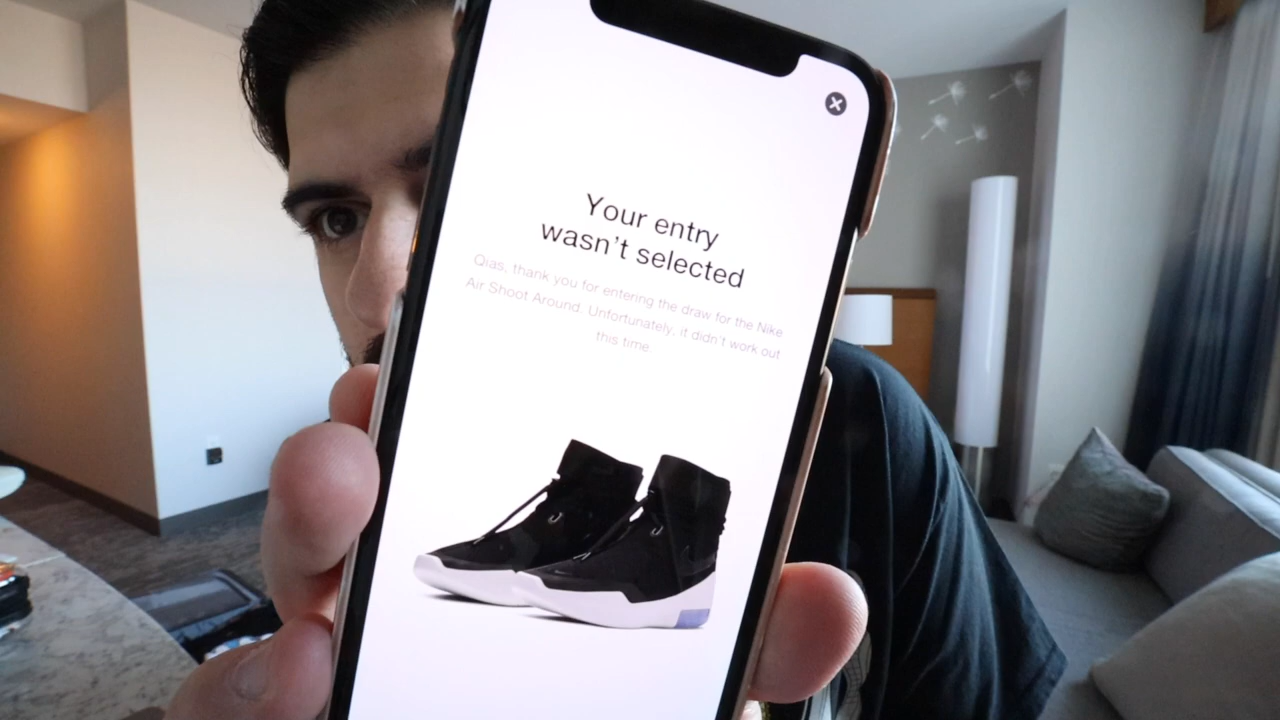 Your entry
wasn't selected
Qias, thank you for entering the draw for the Nike
Air Shoot Around. Unfortunately, it didn't work out
this time.